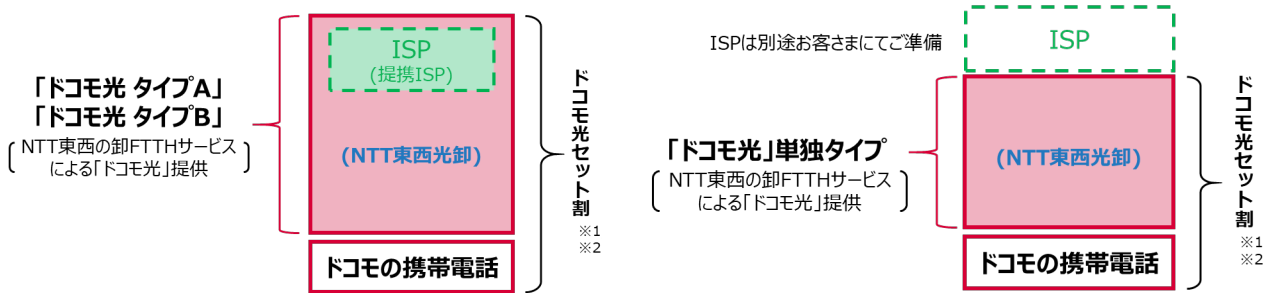 「ドコモ光 タイプA」
「ドコモ光 タイプB」
NTT東西の卸FTTHサービス
による「ドコモ光」提供
ISP
(提携ISP)
(NTT東西光卸)
ドコモの携帯電話
ドコモ光セット割
※1
※2
ISPは別途お客さまにてご準備
ISP
「ドコモ光」単独タイプ
NTT東西の卸FTTHサービス
による「ドコモ光」提供
(NTT東西光卸)
ドコモの携帯電話
ドコモ光セット割
※1
※2